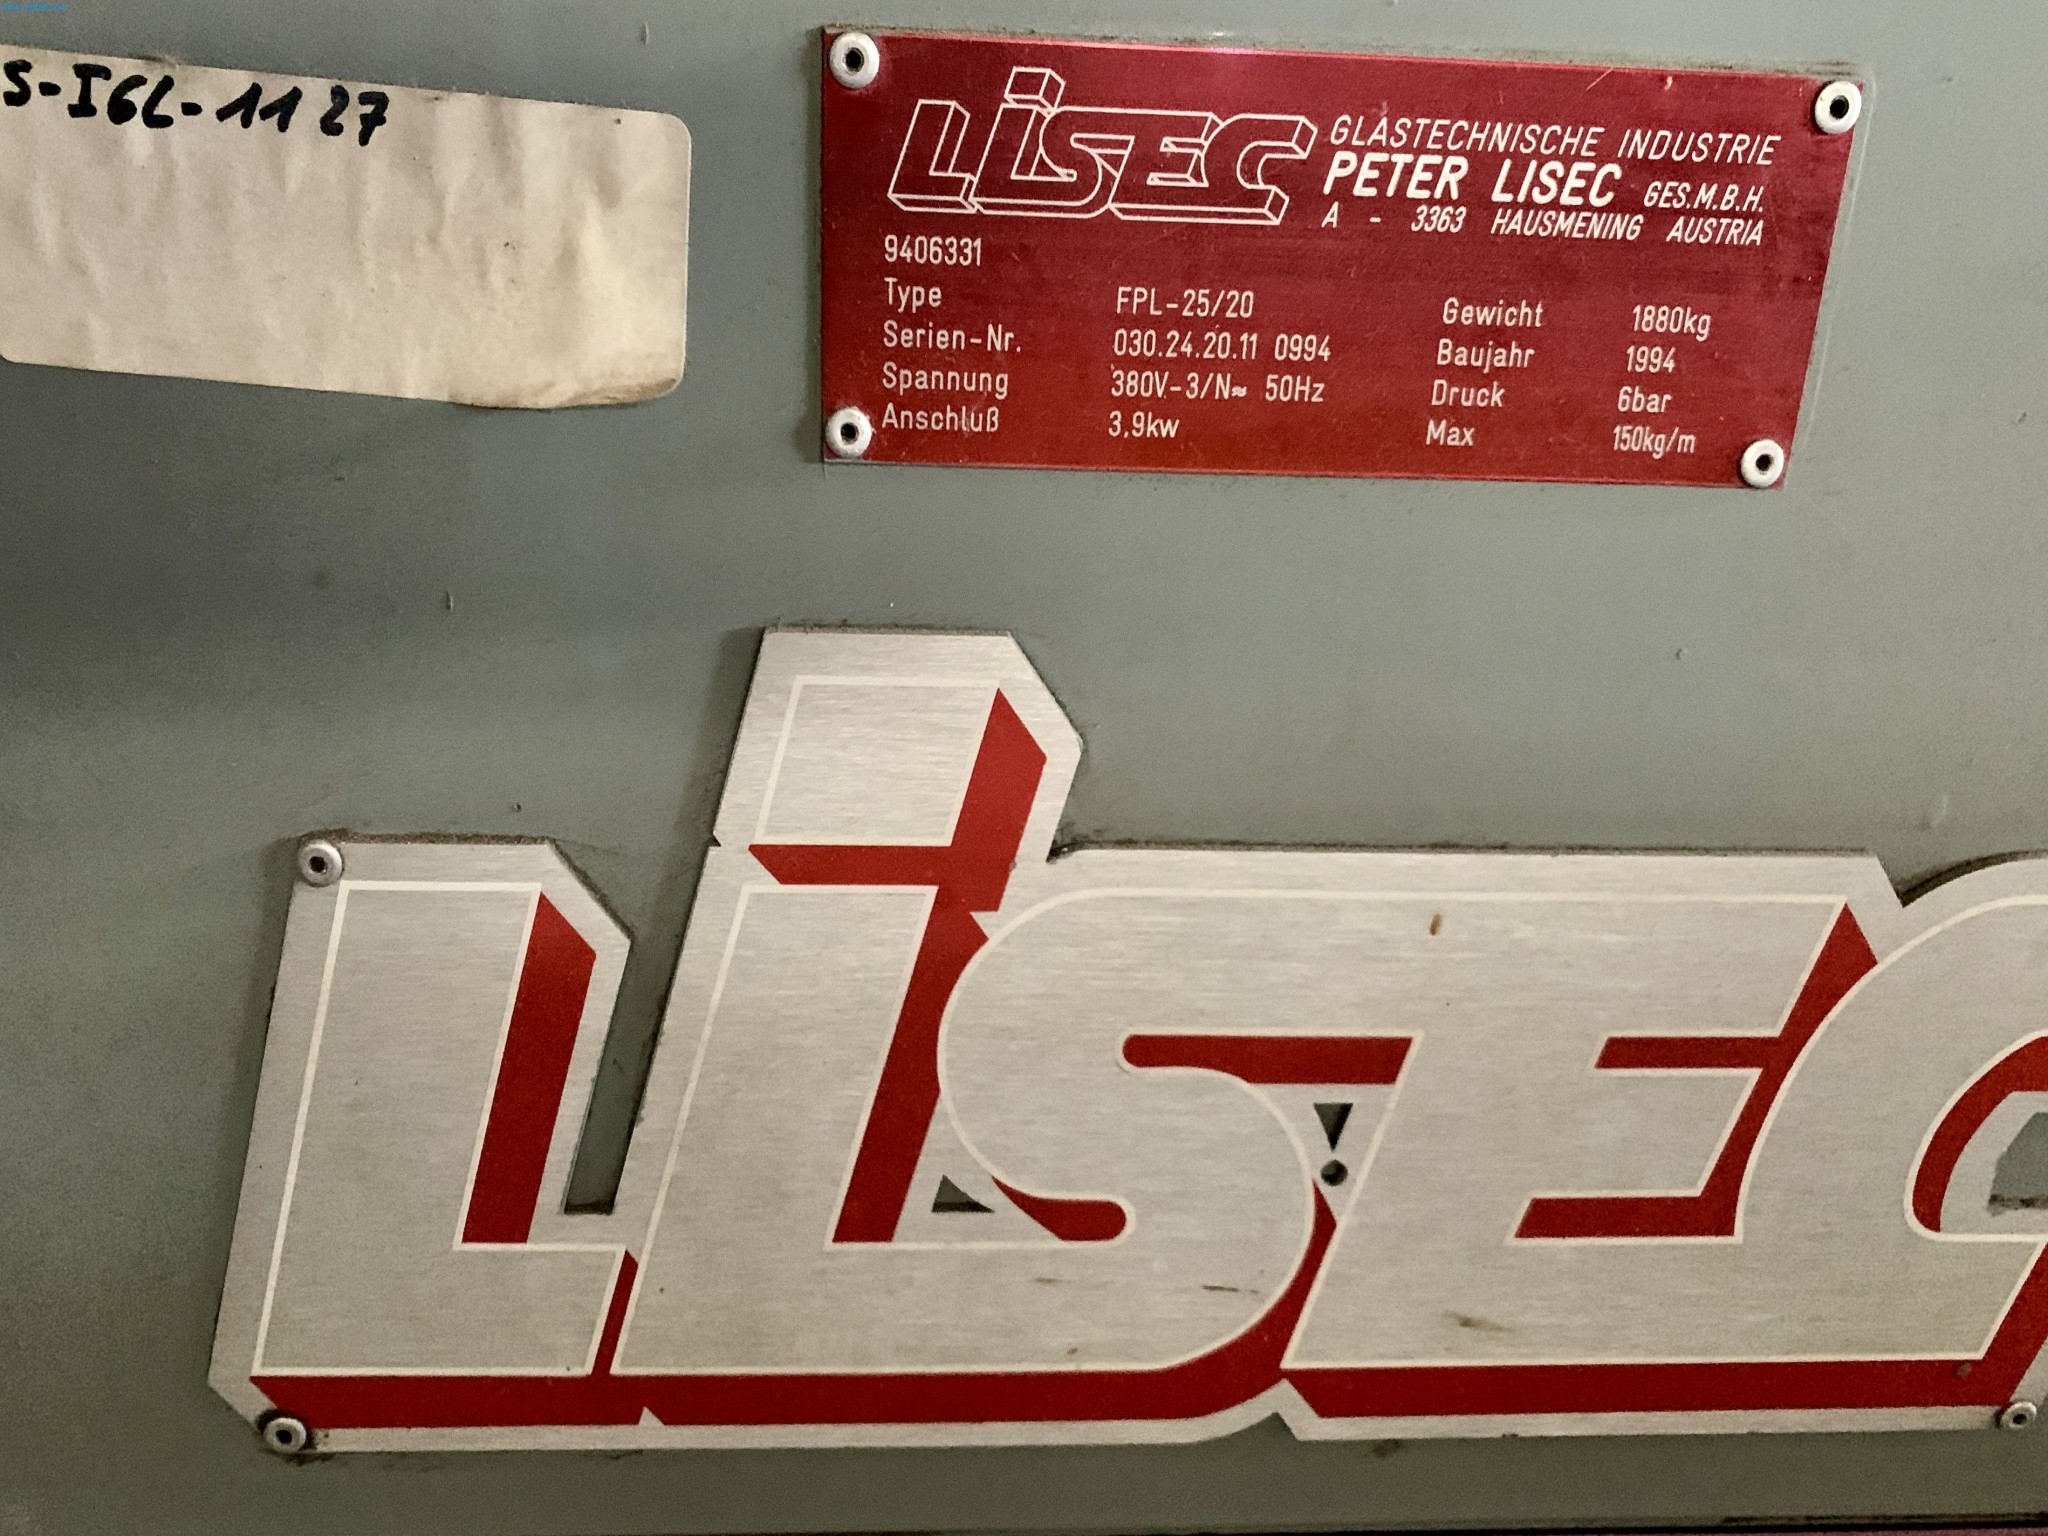 S-IGL-1127
LISEC
GLASTECHNISCHE INDUSTRIE
PETER LISEC GES.M.B.H.
A - 3363 HAUSMENING AUSTRIA
9406331
Type FPL-25/20 Gewicht 1880kg
Serien-Nr. 030.24.20.11 0994 Baujahr 1994
Spannung 380V-3/N≈ 50Hz Druck 6bar
Anschluß 3,9kw Max 150kg/m
LISEC